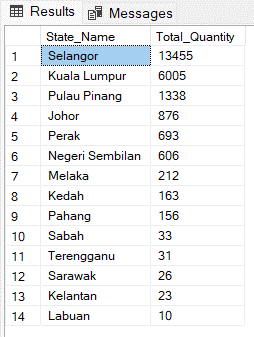 Results Messages
State_Name Total_Quantity
1 Selangor 13455
2 Kuala Lumpur 6005
3 Pulau Pinang 1338
4 Johor 876
5 Perak 693
6 Negeri Sembilan 606
7 Melaka 212
8 Kedah 163
9 Pahang 156
10 Sabah 33
11 Terengganu 31
12 Sarawak 26
13 Kelantan 23
14 Labuan 10